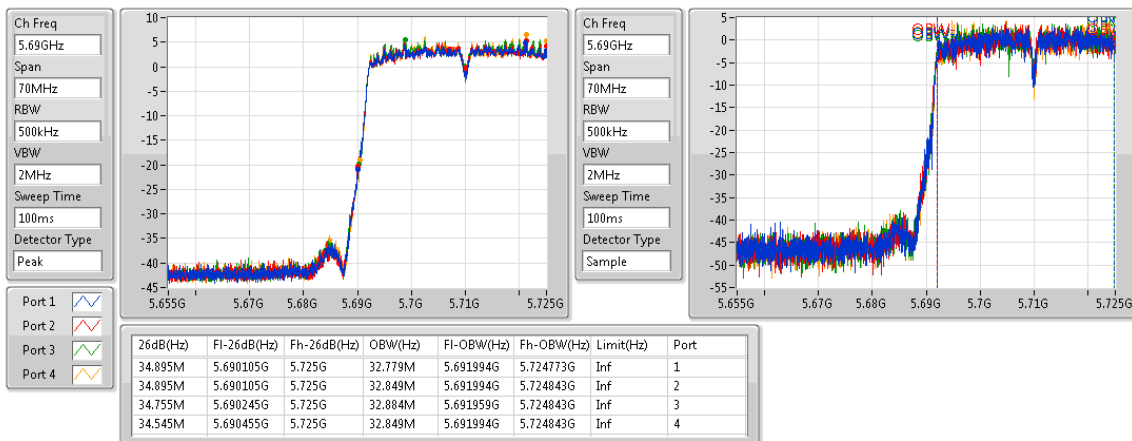 Ch Freq
5.69GHz
Span
70MHz
RBW
500kHz
VBW
2MHz
Sweep Time
100ms
Detector Type
Peak
10
5
0
-5
-10
-15
-20
-25
-30
-35
-40
-45
5.655G 5.67G 5.68G 5.69G 5.7G 5.71G 5.725G
Ch Freq
5.69GHz
Span
70MHz
RBW
500kHz
VBW
2MHz
Sweep Time
100ms
Detector Type
Sample
5
0
-5
-10
-15
-20
-25
-30
-35
-40
-45
-50
-55
5.655G 5.67G 5.68G 5.69G 5.7G 5.71G 5.725G
Port 1
Port 2
Port 3
Port 4
26dB(Hz) Fl-26dB(Hz) Fh-26dB(Hz) OBW(Hz) Fl-OBW(Hz) Fh-OBW(Hz) Limit(Hz) Port
34.895M 5.690105G 5.725G 32.779M 5.691994G 5.724773G Inf 1
34.895M 5.690105G 5.725G 32.849M 5.691994G 5.724843G Inf 2
34.755M 5.690245G 5.725G 32.884M 5.691959G 5.724843G Inf 3
34.545M 5.690455G 5.725G 32.849M 5.691994G 5.724843G Inf 4